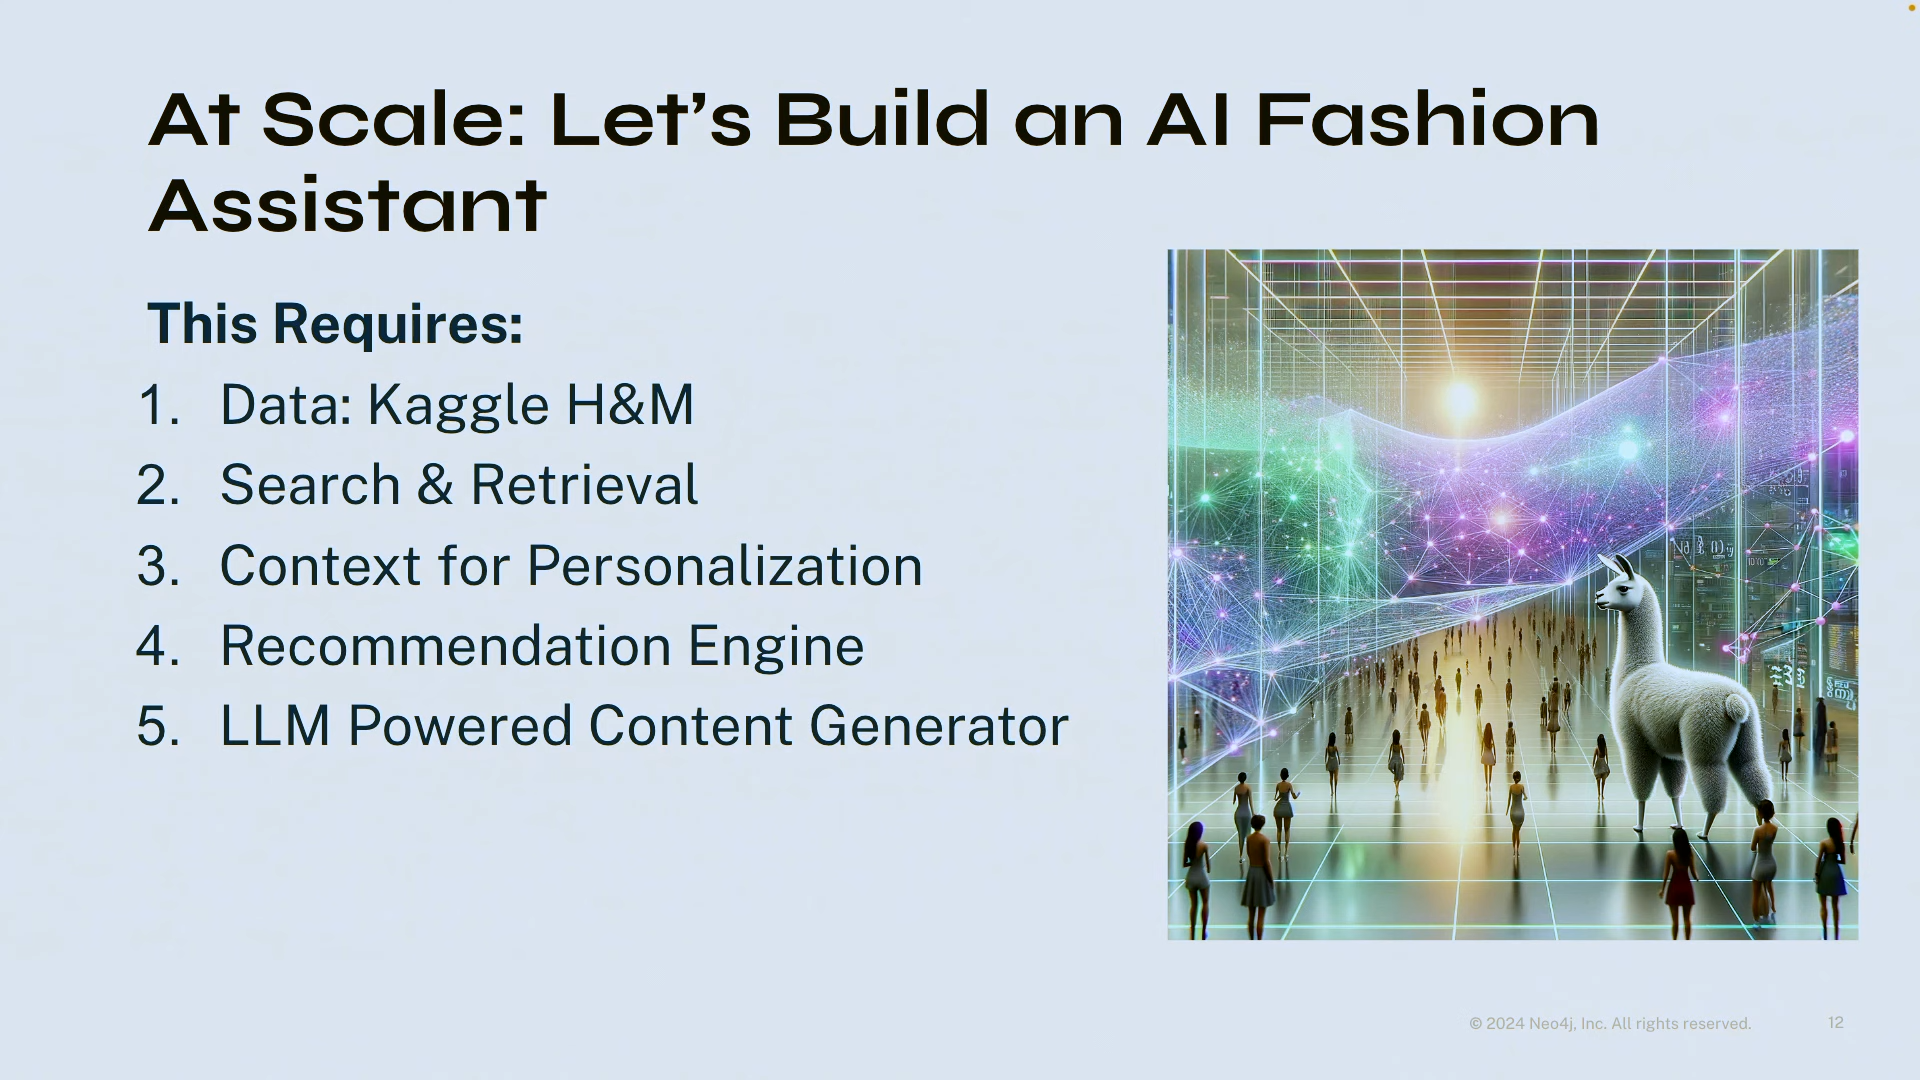 At Scale: Let’s Build an AI Fashion
Assistant
This Requires:
1. Data: Kaggle H&M
2. Search & Retrieval
3. Context for Personalization
4. Recommendation Engine
5. LLM Powered Content Generator
© 2024 Neo4j, Inc. All rights reserved.
12